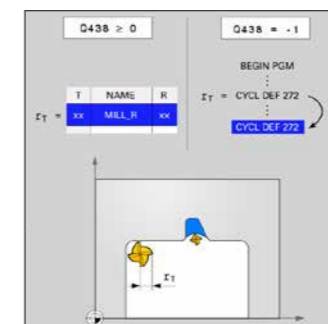 Q438 ≥ 0
T NAME R
rT = xx MILL_R xx
Q438 = -1
BEGIN PGM
⋮
rT = CYCL DEF 272
⋮
CYCL DEF 272
rT